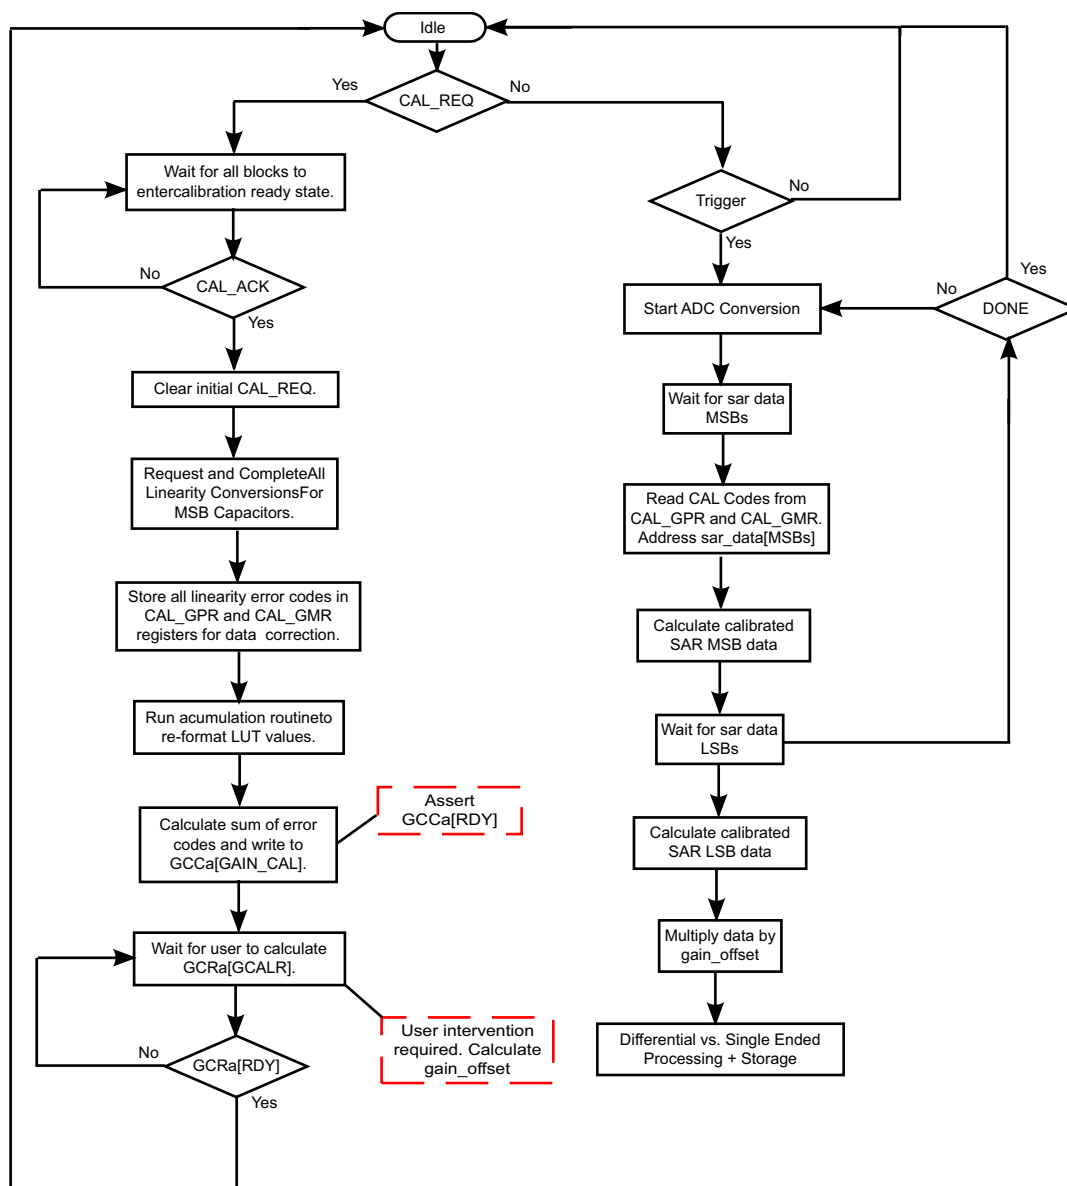 Idle
CAL_REQ
Yes
No
Wait for all blocks to
entercalibration ready state.
CAL_ACK
No
Yes
Clear initial CAL_REQ.
Request and CompleteAll
Linearity ConversionsFor
MSB Capacitors.
Store all linearity error codes in
CAL_GPR and CAL_GMR
registers for data correction.
Run acumulation routineto
re-format LUT values.
Calculate sum of error
codes and write to
GCCa[GAIN_CAL].
Assert
GCCa[RDY]
Wait for user to calculate
GCRa[GCALR].
User intervention
required. Calculate
gain_offset
GCRa[RDY]
No
Yes
Trigger
No
Yes
Start ADC Conversion
Wait for sar data
MSBs
Read CAL Codes from
CAL_GPR and CAL_GMR.
Address sar_data[MSBs]
Calculate calibrated
SAR MSB data
Wait for sar data
LSBs
DONE
No
Yes
Calculate calibrated
SAR LSB data
Multiply data by
gain_offset
Differential vs. Single Ended
Processing + Storage